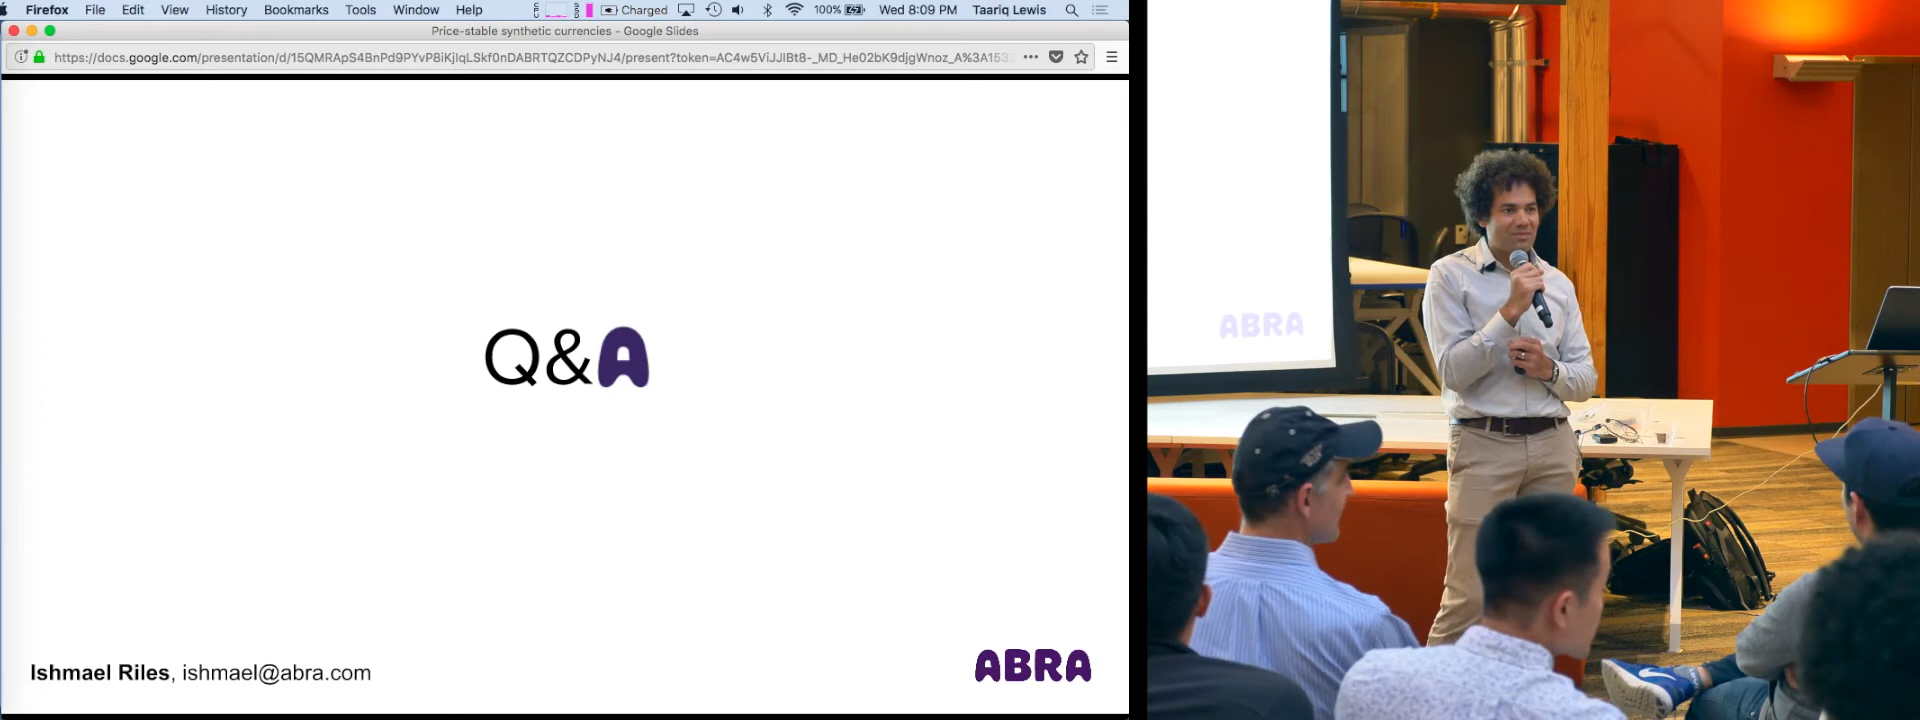 Firefox File Edit View History Bookmarks Tools Window Help Charged 100% Wed 8:09 PM Taariq Lewis
Price-stable synthetic currencies - Google Slides
https://docs.google.com/presentation/d/15QMRApS4BnPd9PYvP8iKjIqLSkf0nDABRTQZCDPyNJ4/present?token=AC4w5ViJJIBt8-_MD_He02bK9djgWnoz_A%3A1533
Q&A
Ishmael Riles, ishmael@abra.com
ABRA
ABRA